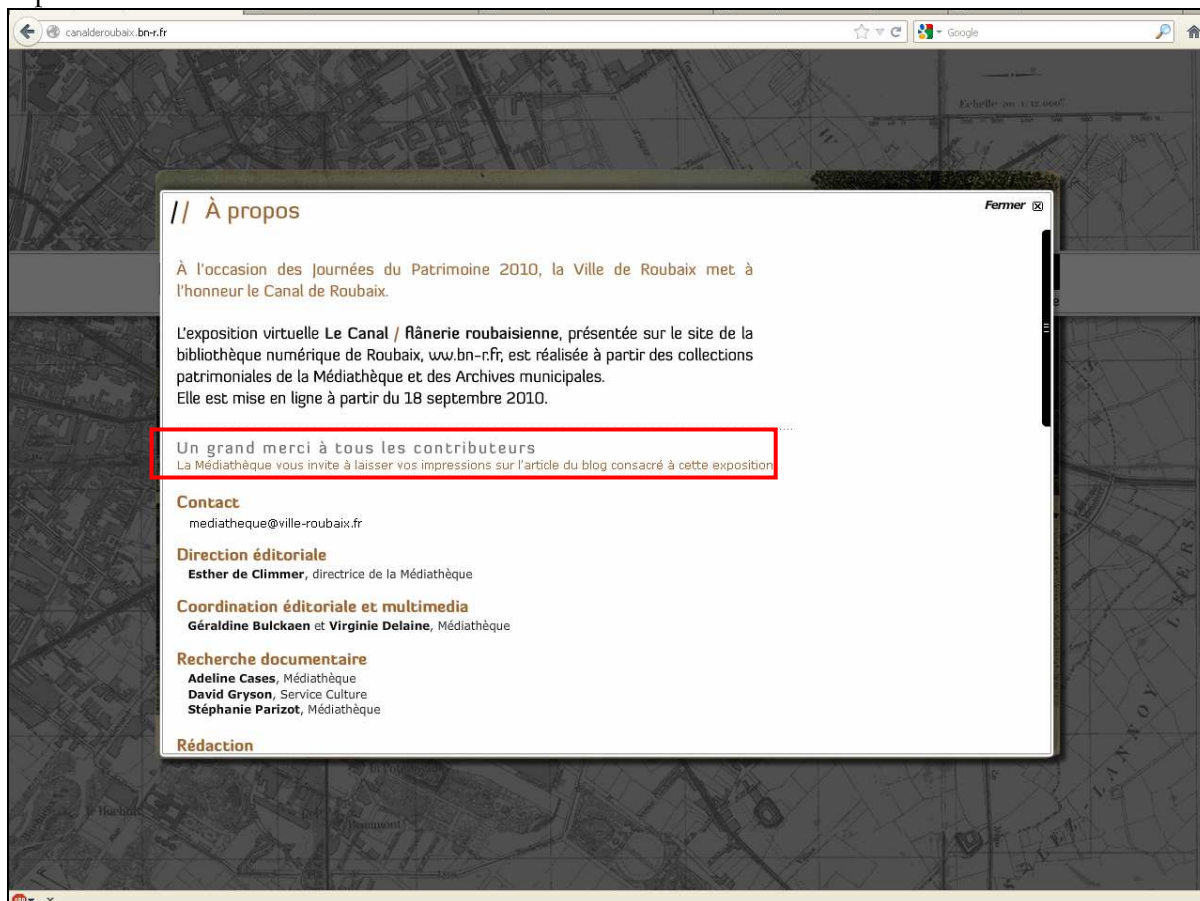 canalderoubaix.bn-r.fr
Google
Echelle au 1:12.000e
// À propos
Fermer
À l'occasion des Journées du Patrimoine 2010, la Ville de Roubaix met à
l'honneur le Canal de Roubaix.
L'exposition virtuelle Le Canal / flânerie roubaisienne, présentée sur le site de la
bibliothèque numérique de Roubaix, ww.bn-r.fr, est réalisée à partir des collections
patrimoniales de la Médiathèque et des Archives municipales.
Elle est mise en ligne à partir du 18 septembre 2010.
Un grand merci à tous les contributeurs
La Médiathèque vous invite à laisser vos impressions sur l'article du blog consacré à cette exposition
Contact
mediatheque@ville-roubaix.fr
Direction éditoriale
Esther de Climmer, directrice de la Médiathèque
Coordination éditoriale et multimedia
Géraldine Bulckaen et Virginie Delaine, Médiathèque
Recherche documentaire
Adeline Cases, Médiathèque
David Gryson, Service Culture
Stéphanie Parizot, Médiathèque
Rédaction
LANNOY
LERS
Beaumont